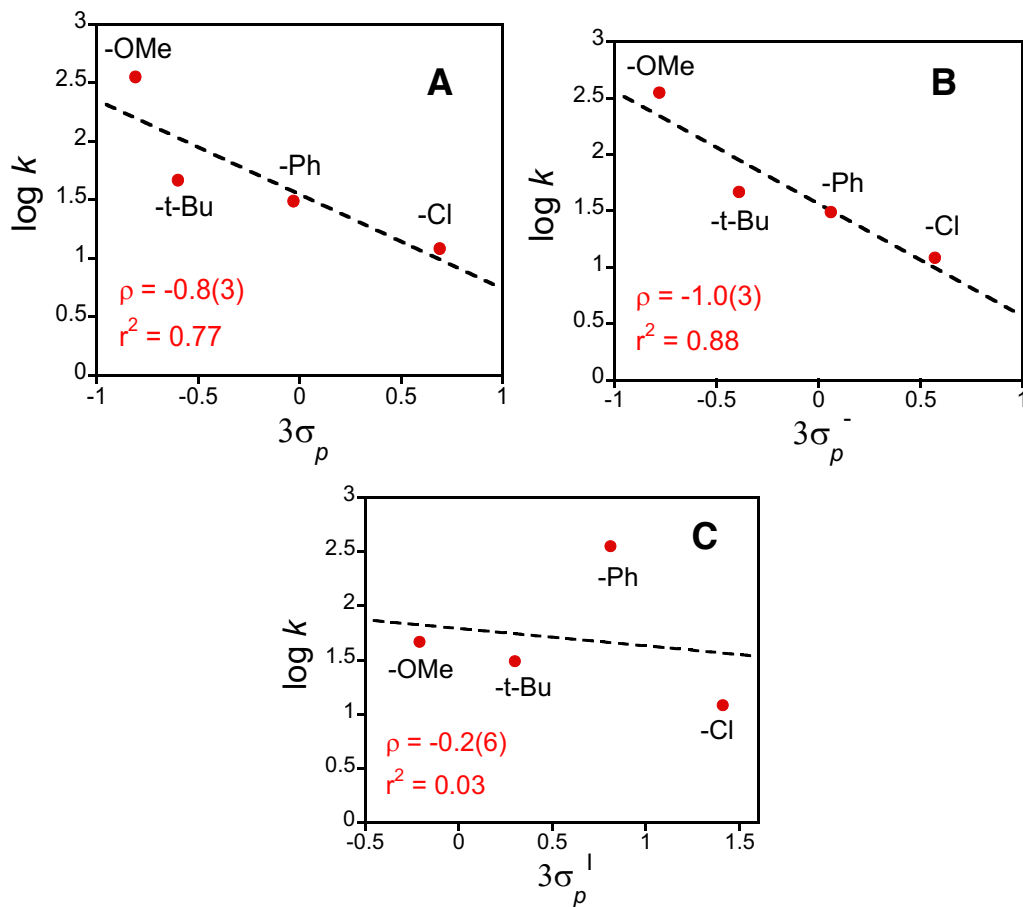 A
3
2.5
2
1.5
1
0.5
0
-1
-0.5
0
0.5
1
log k
3σp
-OMe
-t-Bu
-Ph
-Cl
ρ = -0.8(3)
r² = 0.77
B
3
2.5
2
1.5
1
0.5
0
-1
-0.5
0
0.5
1
log k
3σp⁻
-OMe
-t-Bu
-Ph
-Cl
ρ = -1.0(3)
r² = 0.88
C
3
2.5
2
1.5
1
0.5
0
-0.5
0
0.5
1
1.5
log k
3σpᴵ
-Ph
-OMe
-t-Bu
-Cl
ρ = -0.2(6)
r² = 0.03